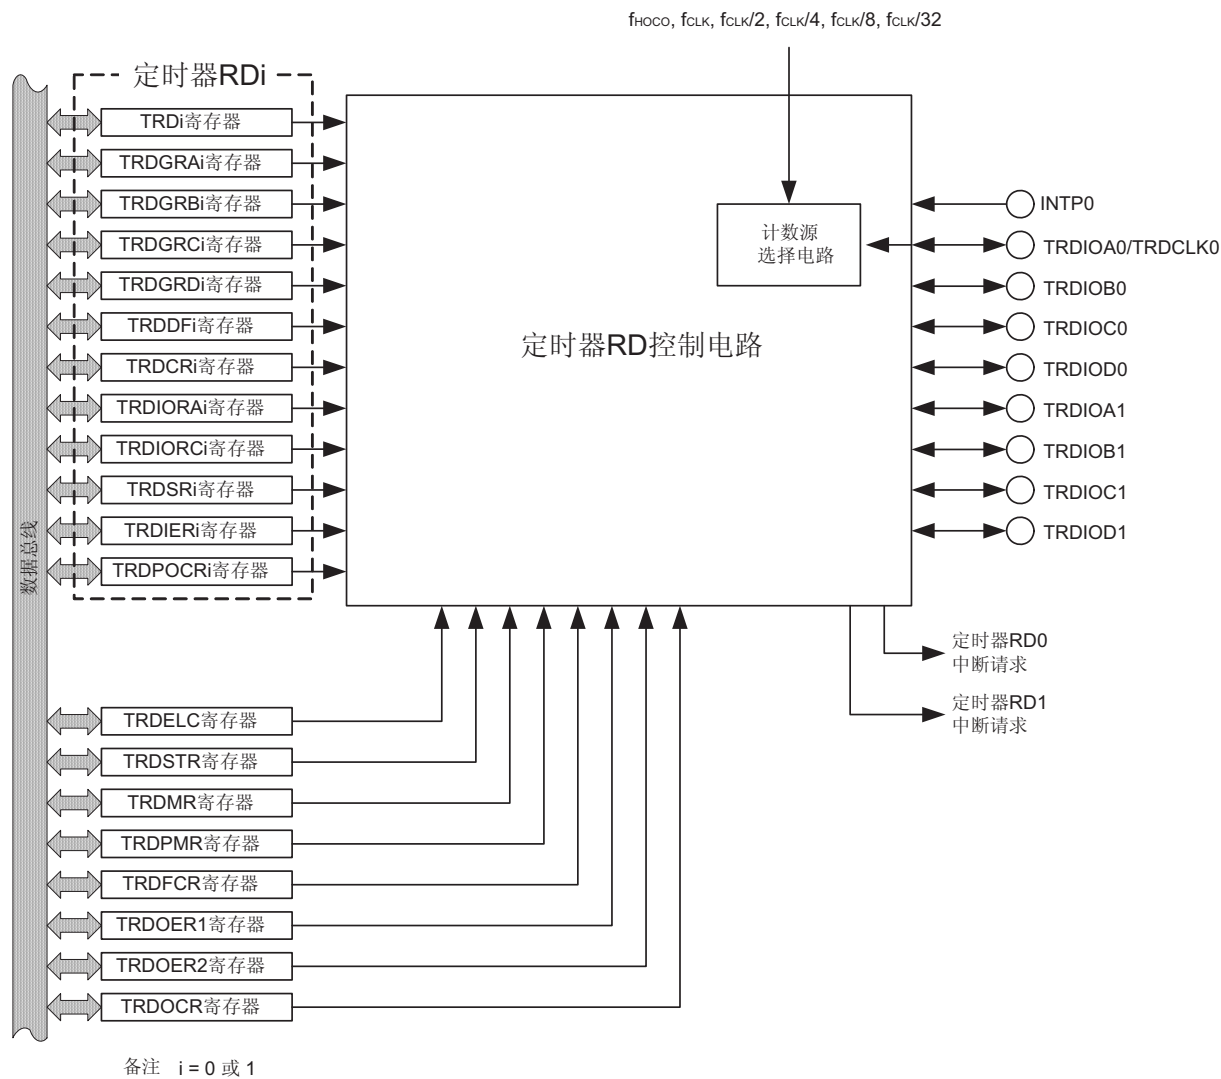 fHOCO, fCLK, fCLK/2, fCLK/4, fCLK/8, fCLK/32
定时器RDi
TRDi寄存器
TRDGRAi寄存器
TRDGRBi寄存器
TRDGRCi寄存器
TRDGRDi寄存器
TRDDFi寄存器
TRDCRi寄存器
TRDIORAi寄存器
TRDIORCi寄存器
TRDSRi寄存器
TRDIERi寄存器
TRDPOCRi寄存器
数据总线
计数源
选择电路
定时器RD控制电路
INTP0
TRDIOA0/TRDCLK0
TRDIOB0
TRDIOC0
TRDIOD0
TRDIOA1
TRDIOB1
TRDIOC1
TRDIOD1
定时器RD0
中断请求
定时器RD1
中断请求
TRDELC寄存器
TRDSTR寄存器
TRDMR寄存器
TRDPMR寄存器
TRDFCR寄存器
TRDOER1寄存器
TRDOER2寄存器
TRDOCR寄存器
备注 i = 0 或 1